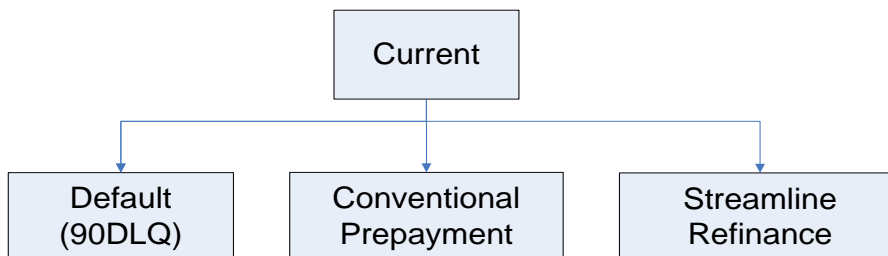 Current
Default
(90DLQ)
Conventional
Prepayment
Streamline
Refinance